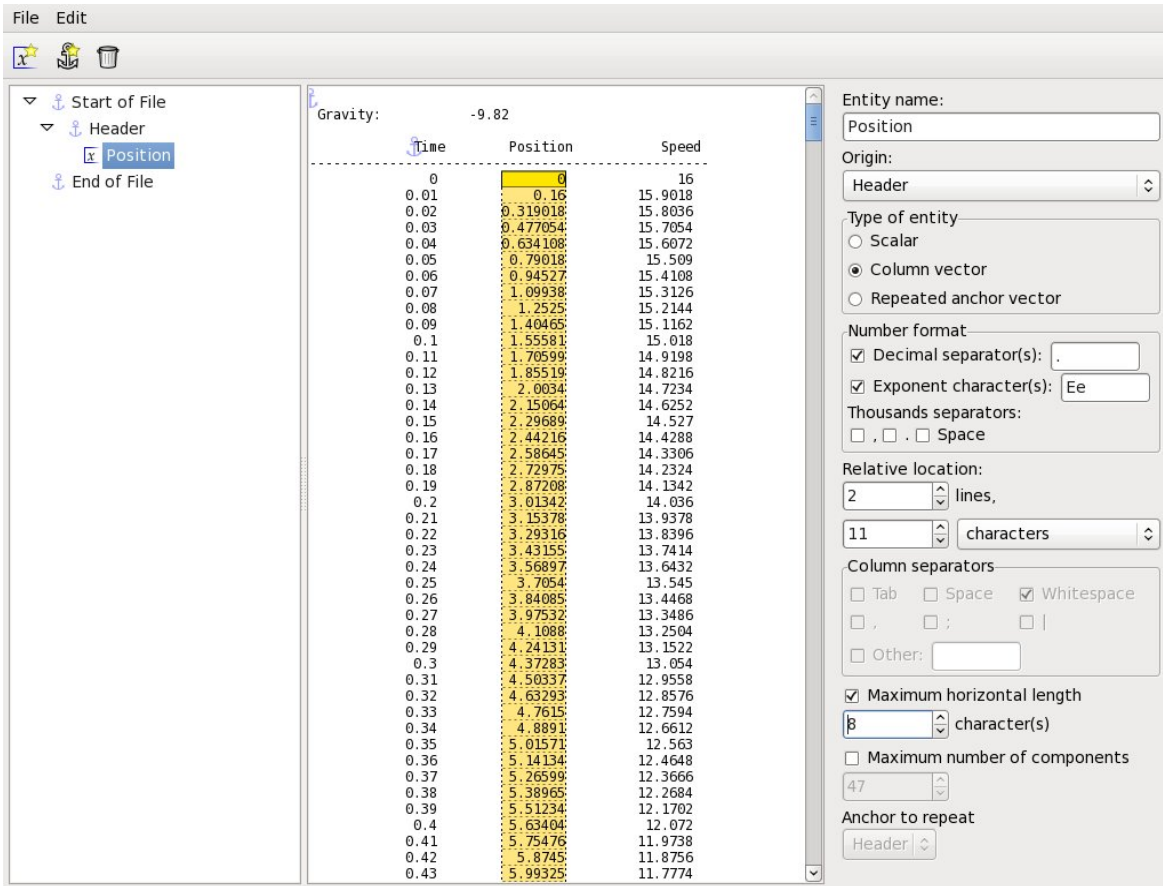 File Edit
Start of File
Header
x Position
End of File
Gravity: -9.82
Time Position Speed
0 0 16
0.01 0.16 15.9018
0.02 0.319018 15.8036
0.03 0.477054 15.7054
0.04 0.634108 15.6072
0.05 0.79018 15.509
0.06 0.94527 15.4108
0.07 1.09938 15.3126
0.08 1.2525 15.2144
0.09 1.40465 15.1162
0.1 1.55581 15.018
0.11 1.70599 14.9198
0.12 1.85519 14.8216
0.13 2.0034 14.7234
0.14 2.15064 14.6252
0.15 2.29689 14.527
0.16 2.44216 14.4288
0.17 2.58645 14.3306
0.18 2.72975 14.2324
0.19 2.87208 14.1342
0.2 3.01342 14.036
0.21 3.15378 13.9378
0.22 3.29316 13.8396
0.23 3.43155 13.7414
0.24 3.56897 13.6432
0.25 3.7054 13.545
0.26 3.84085 13.4468
0.27 3.97532 13.3486
0.28 4.1088 13.2504
0.29 4.24131 13.1522
0.3 4.37283 13.054
0.31 4.50337 12.9558
0.32 4.63293 12.8576
0.33 4.7615 12.7594
0.34 4.8891 12.6612
0.35 5.01571 12.563
0.36 5.14134 12.4648
0.37 5.26599 12.3666
0.38 5.38965 12.2684
0.39 5.51234 12.1702
0.4 5.63404 12.072
0.41 5.75476 11.9738
0.42 5.8745 11.8756
0.43 5.99325 11.7774
Entity name:
Position
Origin:
Header
Type of entity
Scalar
Column vector
Repeated anchor vector
Number format
Decimal separator(s): .
Exponent character(s): Ee
Thousands separators:
, . Space
Relative location:
2 lines,
11 characters
Column separators
Tab Space Whitespace
, ; |
Other:
Maximum horizontal length
8 character(s)
Maximum number of components
47
Anchor to repeat
Header